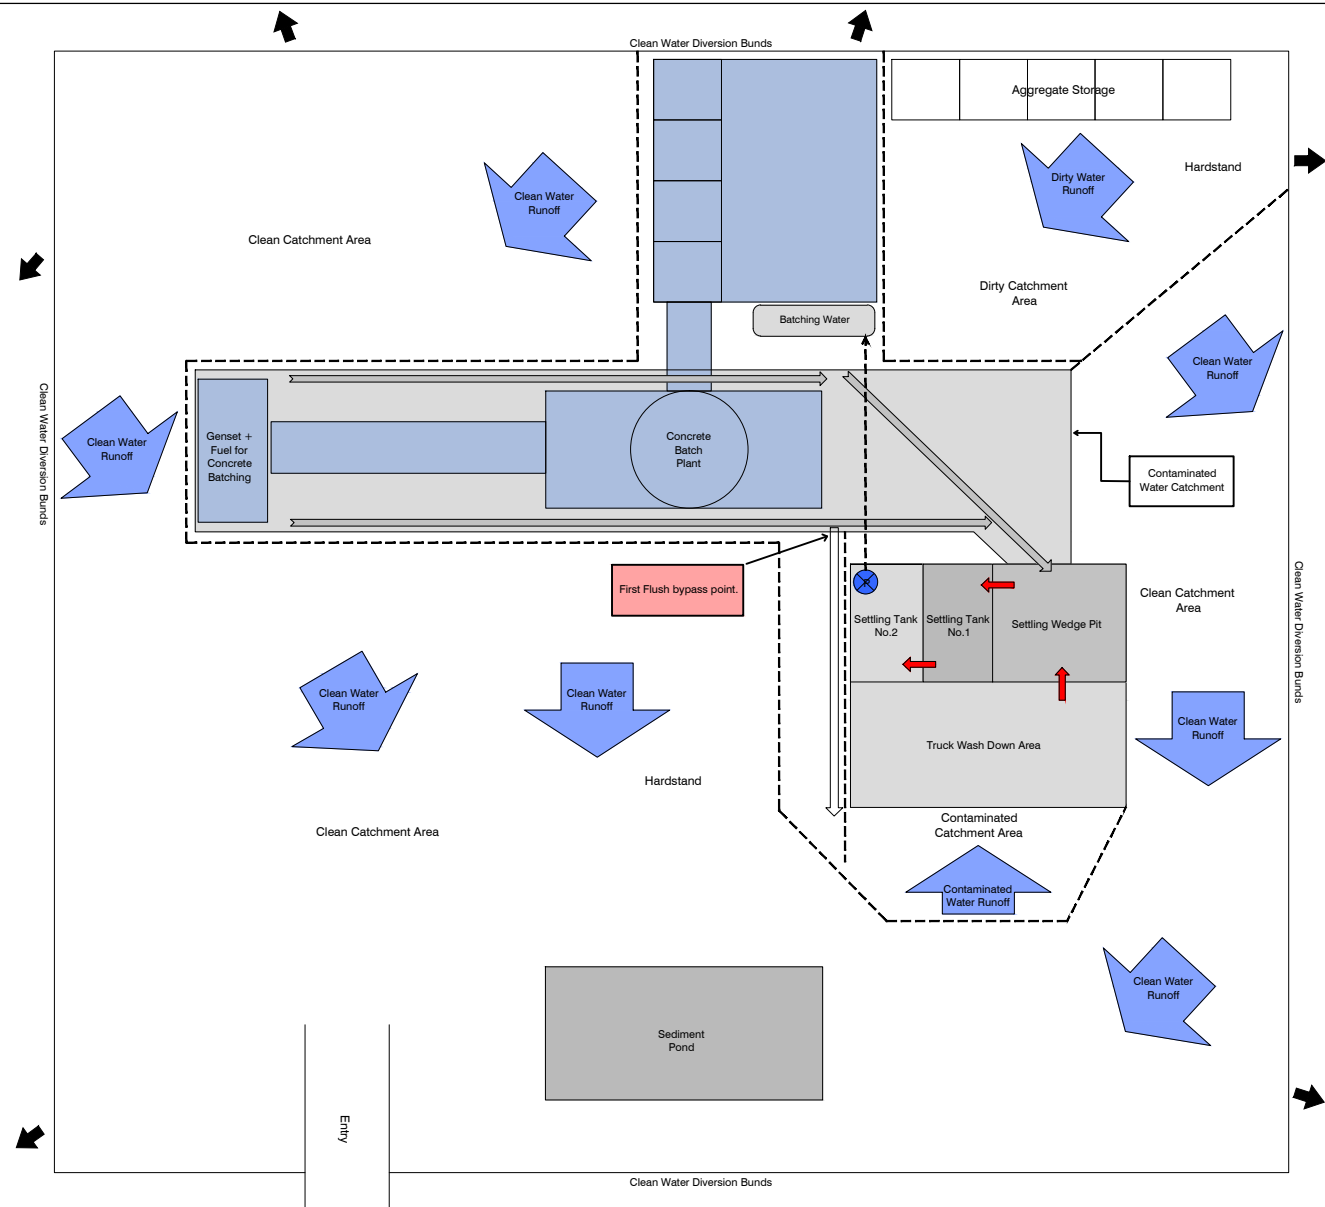 Clean Water Diversion Bunds
Aggregate Storage
Hardstand
Dirty Water
Runoff
Clean Water
Runoff
Clean Catchment Area
Dirty Catchment
Area
Batching Water
Clean Water
Runoff
Clean Water Diversion Bunds
Clean Water
Runoff
Genset +
Fuel for
Concrete
Batching
Concrete
Batch
Plant
Contaminated
Water Catchment
First Flush bypass point.
P
Settling Tank
No.2
Settling Tank
No.1
Settling Wedge Pit
Clean Catchment
Area
Clean Water Diversion Bunds
Clean Water
Runoff
Clean Water
Runoff
Clean Water
Runoff
Truck Wash Down Area
Hardstand
Clean Catchment Area
Contaminated
Catchment Area
Contaminated
Water Runoff
Clean Water
Runoff
Sediment
Pond
Entry
Clean Water Diversion Bunds